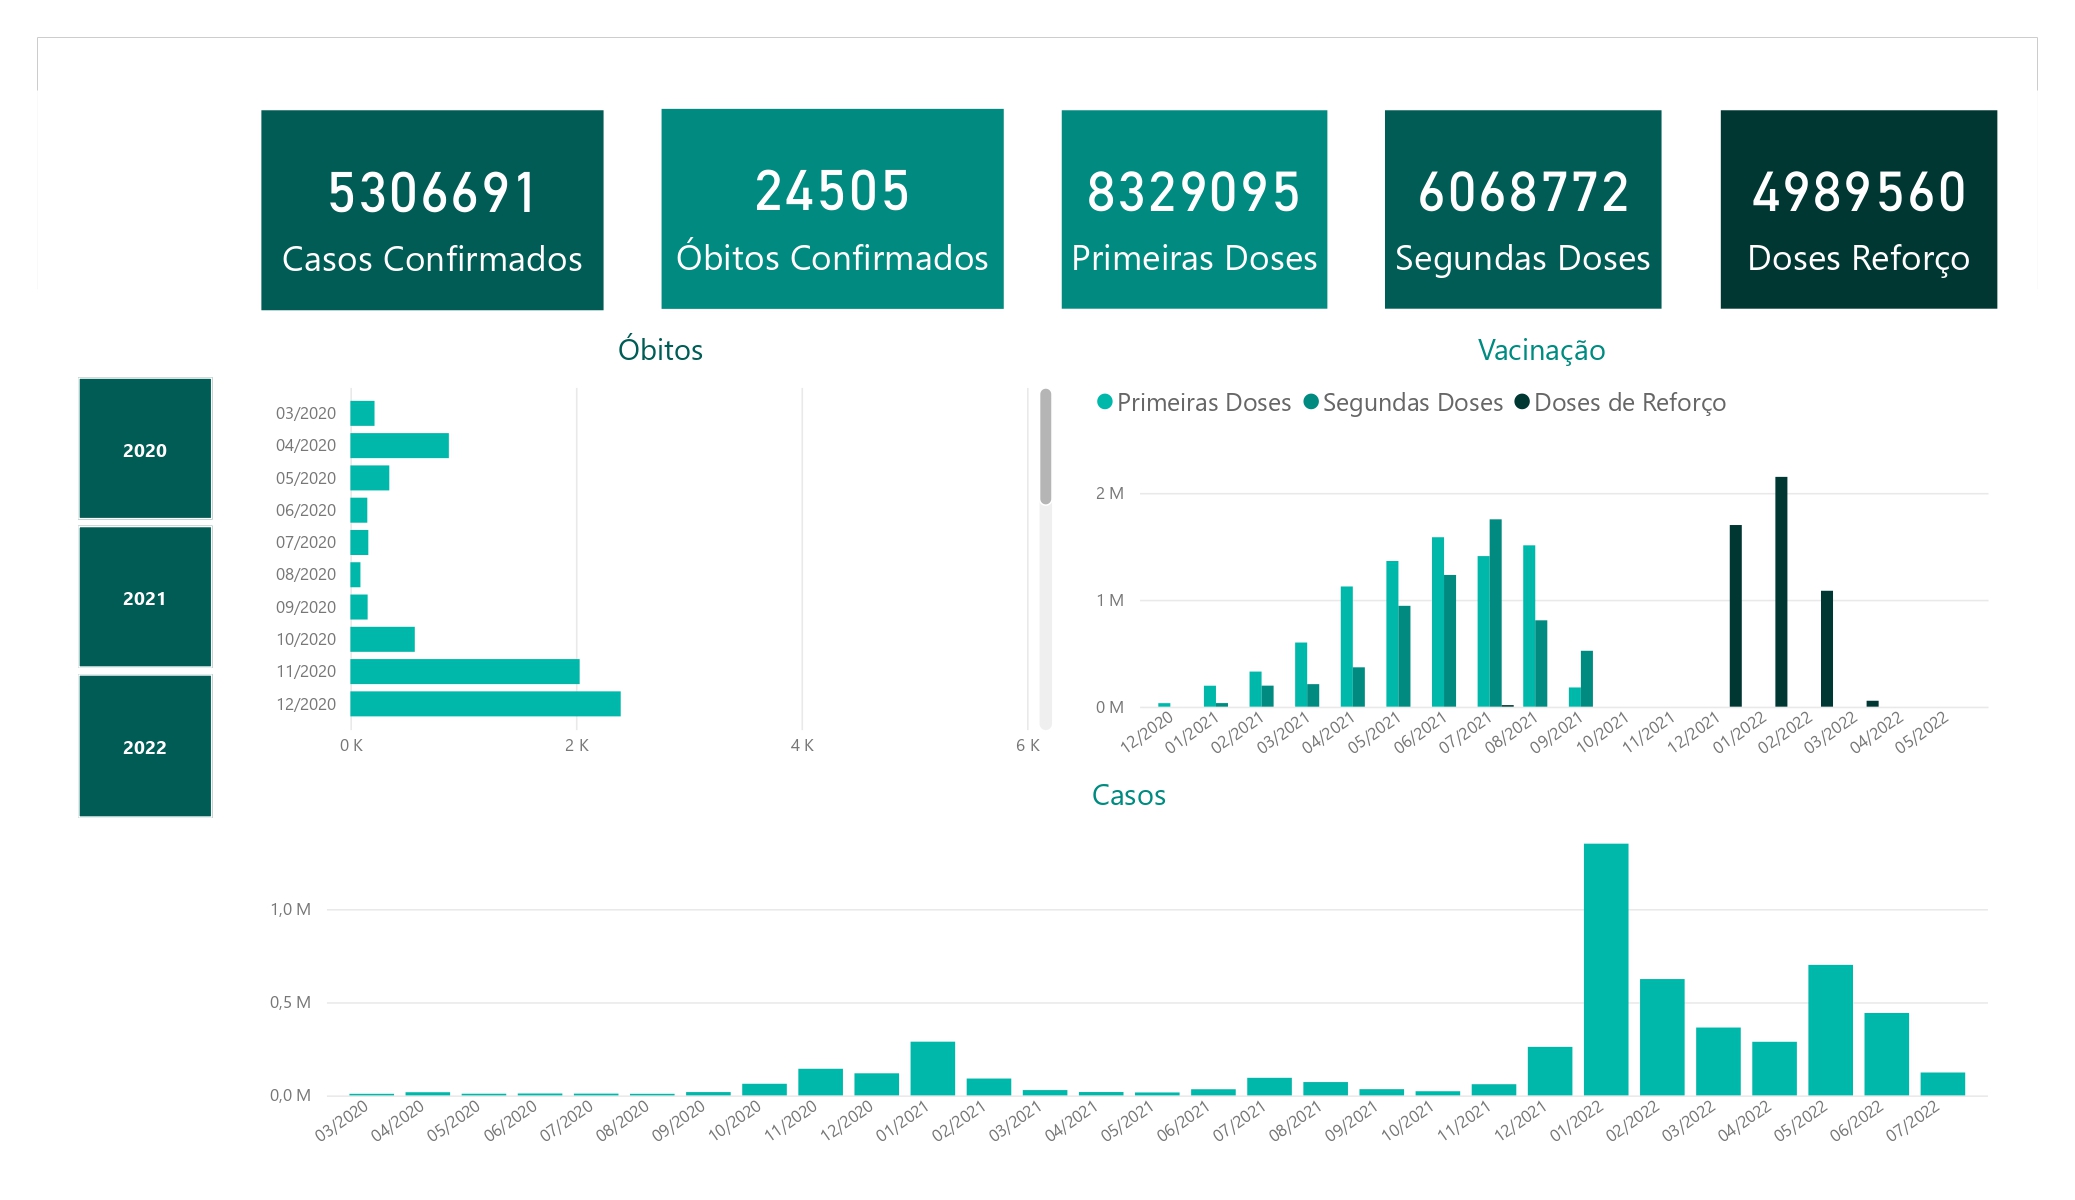 5306691
Casos Confirmados
24505
Óbitos Confirmados
8329095
Primeiras Doses
6068772
Segundas Doses
4989560
Doses Reforço
2020
2021
2022
Óbitos
03/2020
04/2020
05/2020
06/2020
07/2020
08/2020
09/2020
10/2020
11/2020
12/2020
0 K 2 K 4 K 6 K
Vacinação
Primeiras Doses Segundas Doses Doses de Reforço
2 M
1 M
0 M
12/2020 01/2021 02/2021 03/2021 04/2021 05/2021 06/2021 07/2021 08/2021 09/2021 10/2021 11/2021 12/2021 01/2022 02/2022 03/2022 04/2022 05/2022
Casos
1,0 M
0,5 M
0,0 M
03/2020 04/2020 05/2020 06/2020 07/2020 08/2020 09/2020 10/2020 11/2020 12/2020 01/2021 02/2021 03/2021 04/2021 05/2021 06/2021 07/2021 08/2021 09/2021 10/2021 11/2021 12/2021 01/2022 02/2022 03/2022 04/2022 05/2022 06/2022 07/2022